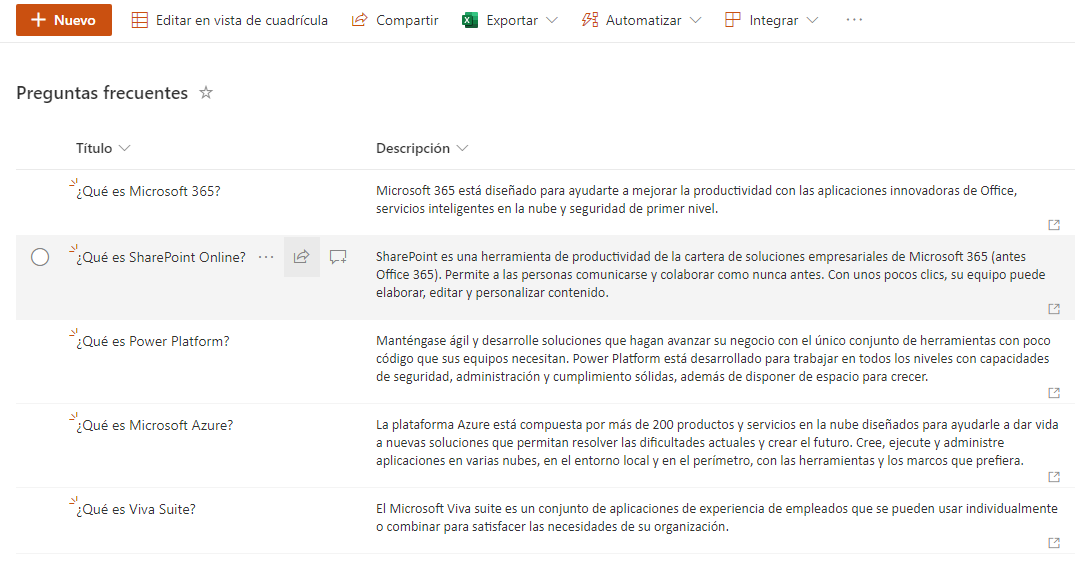 Nuevo Editar en vista de cuadrícula Compartir Exportar Automatizar Integrar ···
Preguntas frecuentes
Título Descripción
¿Qué es Microsoft 365?
Microsoft 365 está diseñado para ayudarte a mejorar la productividad con las aplicaciones innovadoras de Office,
servicios inteligentes en la nube y seguridad de primer nivel.
¿Qué es SharePoint Online? ···
SharePoint es una herramienta de productividad de la cartera de soluciones empresariales de Microsoft 365 (antes
Office 365). Permite a las personas comunicarse y colaborar como nunca antes. Con unos pocos clics, su equipo puede
elaborar, editar y personalizar contenido.
¿Qué es Power Platform?
Manténgase ágil y desarrolle soluciones que hagan avanzar su negocio con el único conjunto de herramientas con poco
código que sus equipos necesitan. Power Platform está desarrollado para trabajar en todos los niveles con capacidades
de seguridad, administración y cumplimiento sólidas, además de disponer de espacio para crecer.
¿Qué es Microsoft Azure?
La plataforma Azure está compuesta por más de 200 productos y servicios en la nube diseñados para ayudarle a dar vida
a nuevas soluciones que permitan resolver las dificultades actuales y crear el futuro. Cree, ejecute y administre
aplicaciones en varias nubes, en el entorno local y en el perímetro, con las herramientas y los marcos que prefiera.
¿Qué es Viva Suite?
El Microsoft Viva suite es un conjunto de aplicaciones de experiencia de empleados que se pueden usar individualmente
o combinar para satisfacer las necesidades de su organización.